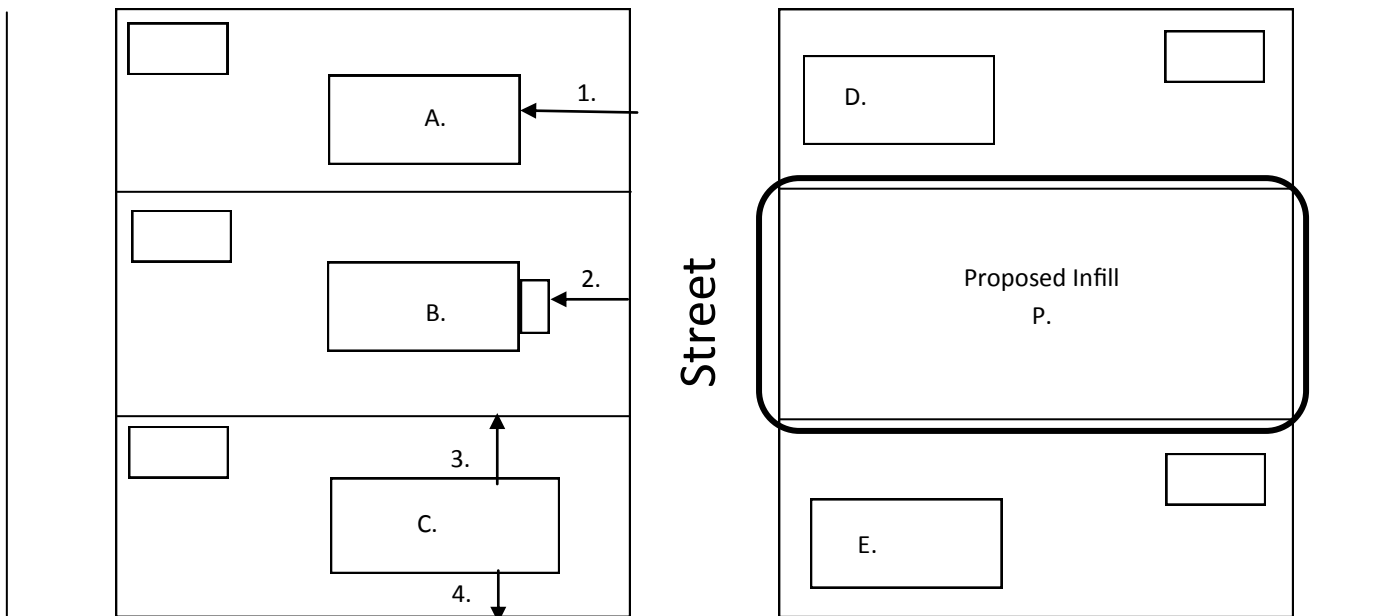 1.
A.
2.
B.
3.
C.
4.
Street
D.
Proposed Infill
P.
E.